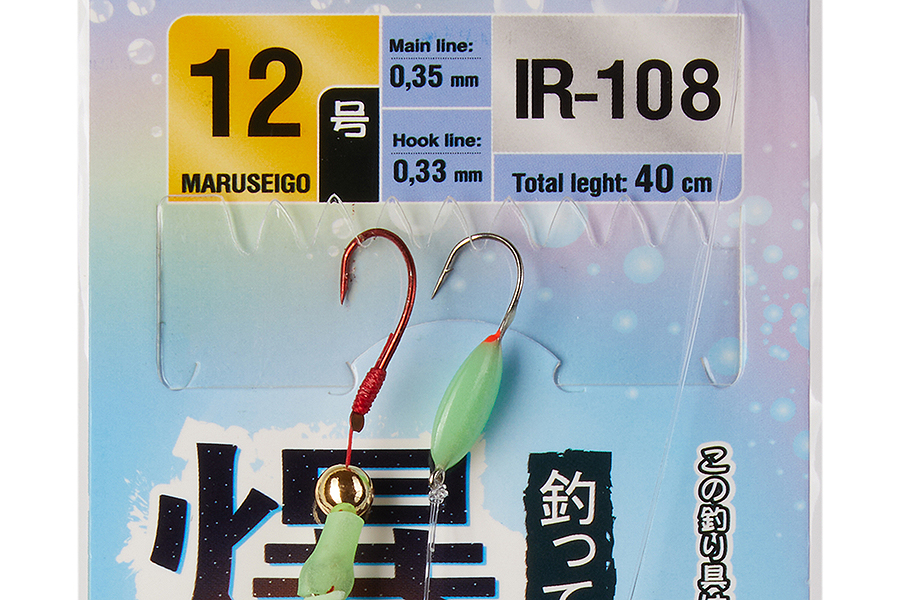 12
号
MARUSEIGO
Main line:
0,35 mm
Hook line:
0,33 mm
IR-108
Total leght: 40 cm
爆
釣って
この釣り具は